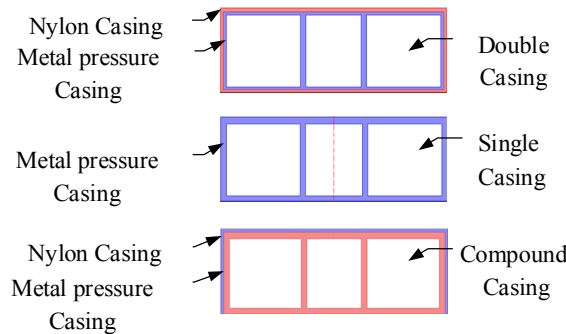 Nylon Casing
Metal pressure
Casing
Double
Casing
Metal pressure
Casing
Single
Casing
Nylon Casing
Metal pressure
Casing
Compound
Casing